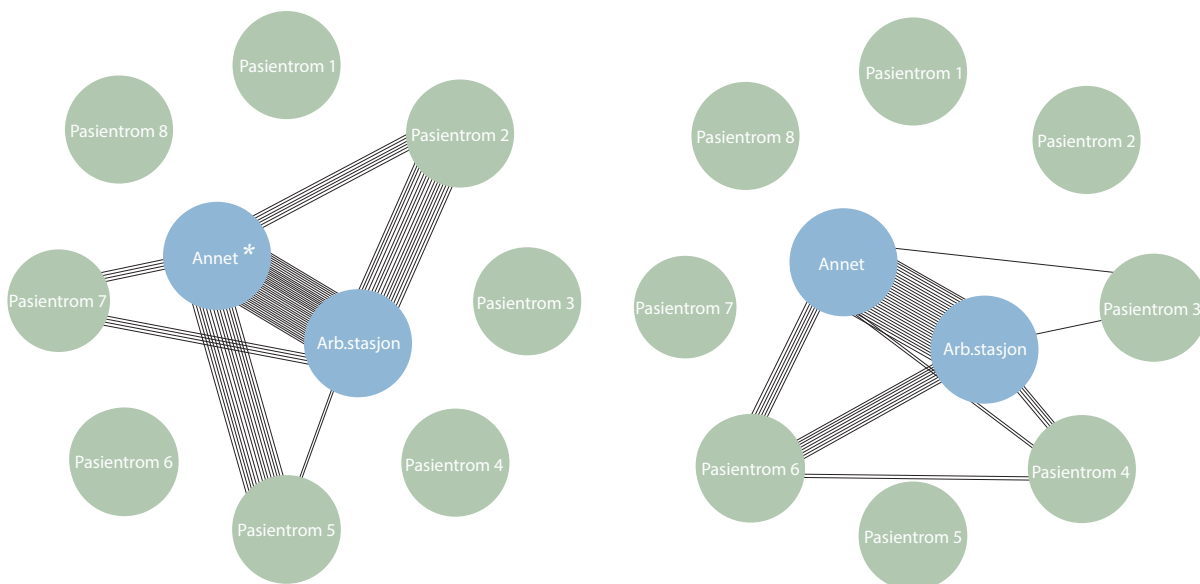 Pasientrom 1
Pasientrom 2
Pasientrom 8
Annet *
Pasientrom 7
Pasientrom 3
Arb.stasjon
Pasientrom 6
Pasientrom 4
Pasientrom 5
Pasientrom 1
Pasientrom 8
Pasientrom 2
Annet
Pasientrom 7
Pasientrom 3
Arb.stasjon
Pasientrom 6
Pasientrom 4
Pasientrom 5